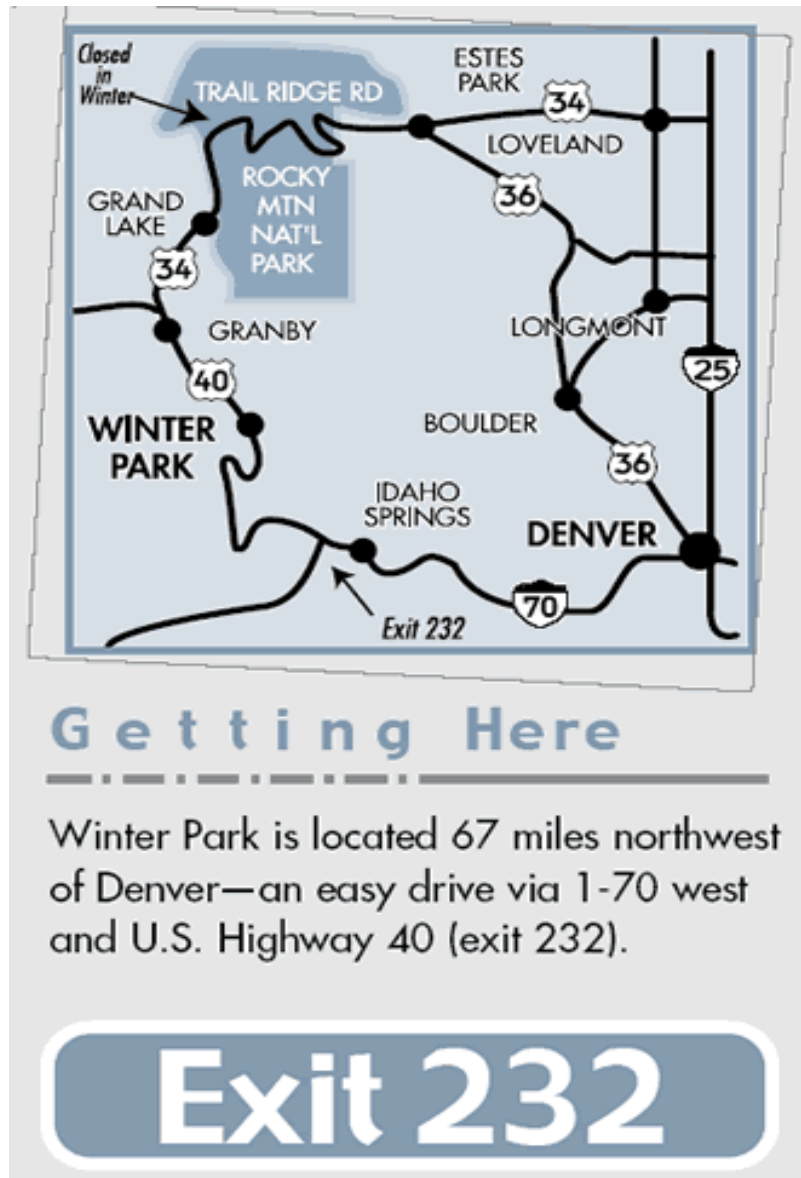 Closed
in
Winter
TRAIL RIDGE RD
ESTES
PARK
34
LOVELAND
36
ROCKY
MTN
NAT'L
PARK
GRAND
LAKE
34
GRANBY
LONGMONT
25
40
WINTER
PARK
BOULDER
36
IDAHO
SPRINGS
DENVER
70
Exit 232
Getting Here
Winter Park is located 67 miles northwest
of Denver—an easy drive via 1-70 west
and U.S. Highway 40 (exit 232).
Exit 232